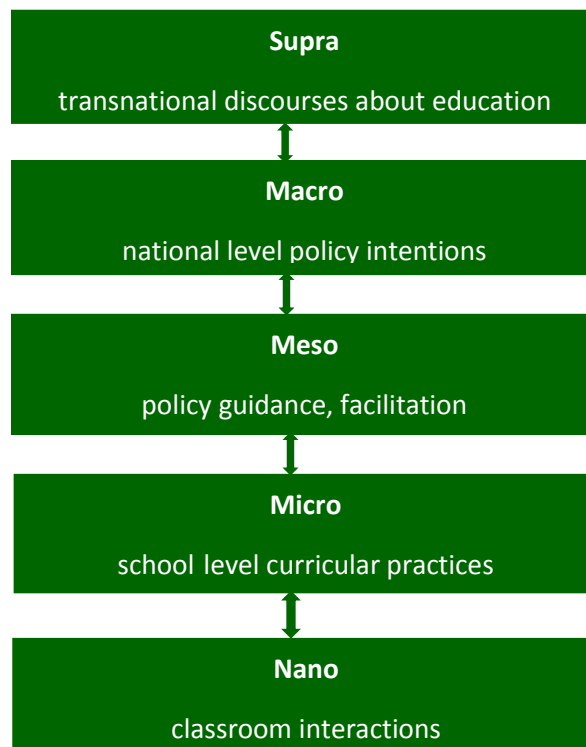 Supra
transnational discourses about education
Macro
national level policy intentions
Meso
policy guidance, facilitation
Micro
school level curricular practices
Nano
classroom interactions